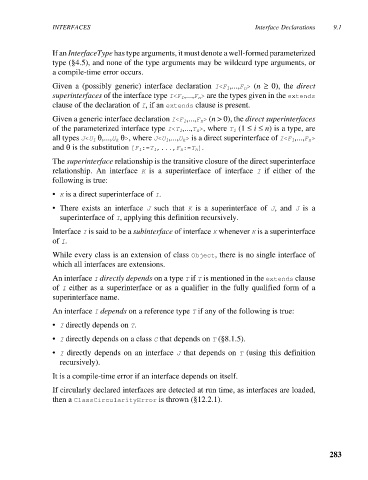 INTERFACES Interface Declarations 9.1
If an InterfaceType has type arguments, it must denote a well-formed parameterized
type (§4.5), and none of the type arguments may be wildcard type arguments, or
a compile-time error occurs.
Given a (possibly generic) interface declaration I<F1,...,Fn> (n ≥ 0), the direct
superinterfaces of the interface type I<F1,...,Fn> are the types given in the extends
clause of the declaration of I, if an extends clause is present.
Given a generic interface declaration I<F1,...,Fn> (n > 0), the direct superinterfaces
of the parameterized interface type I<T1,...,Tn>, where Ti (1 ≤ i ≤ n) is a type, are
all types J<U1 θ,...,Uk θ>, where J<U1,...,Uk> is a direct superinterface of I<F1,...,Fn>
and θ is the substitution [F1:=T1,...,Fn:=Tn].
The superinterface relationship is the transitive closure of the direct superinterface
relationship. An interface K is a superinterface of interface I if either of the
following is true:
• K is a direct superinterface of I.
• There exists an interface J such that K is a superinterface of J, and J is a
superinterface of I, applying this definition recursively.
Interface I is said to be a subinterface of interface K whenever K is a superinterface
of I.
While every class is an extension of class Object, there is no single interface of
which all interfaces are extensions.
An interface I directly depends on a type T if T is mentioned in the extends clause
of I either as a superinterface or as a qualifier in the fully qualified form of a
superinterface name.
An interface I depends on a reference type T if any of the following is true:
• I directly depends on T.
• I directly depends on a class C that depends on T (§8.1.5).
• I directly depends on an interface J that depends on T (using this definition
recursively).
It is a compile-time error if an interface depends on itself.
If circularly declared interfaces are detected at run time, as interfaces are loaded,
then a ClassCircularityError is thrown (§12.2.1).
283